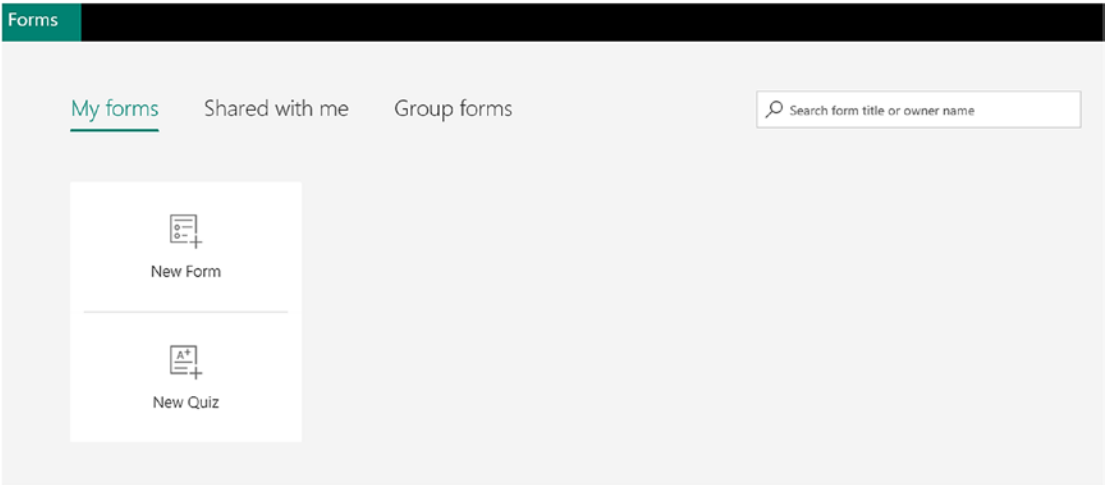 Forms
My forms Shared with me Group forms Search form title or owner name
New Form
A+
New Quiz